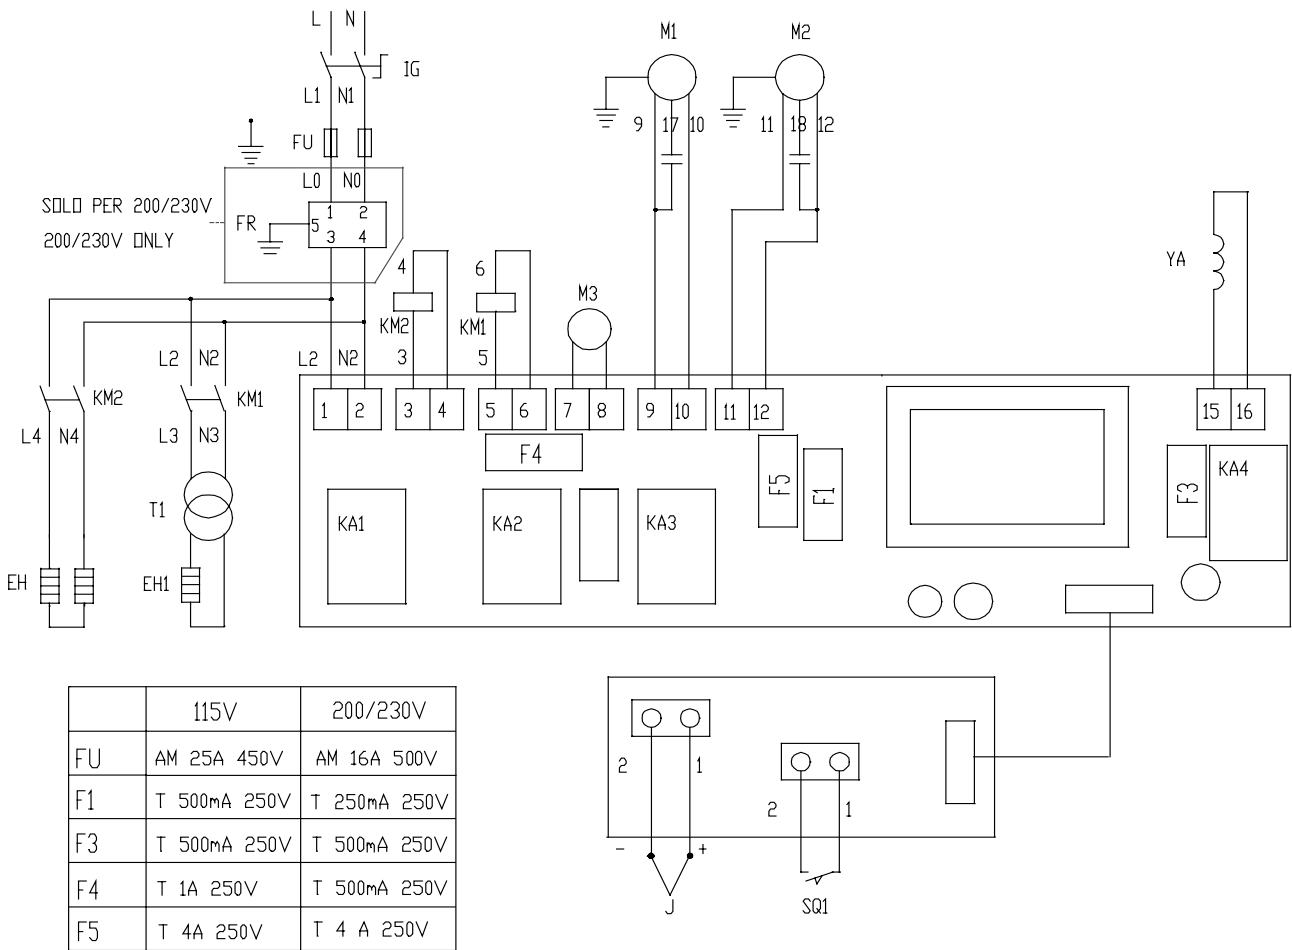 L N
IG
L1 N1
FU
L0 N0
SOLO PER 200/230V
200/230V ONLY
FR
1 2
5
3 4
M1
M2
9 17 10
11 18 12
YA
4
KM2
3
6
KM1
5
M3
L2 N2
L2 N2
KM2
KM1
L4 N4
L3 N3
T1
EH
EH1
1 2 3 4 5 6 7 8 9 10 11 12 15 16
F4
F5
F1
F3
KA4
KA1
KA2
KA3
115V 200/230V
FU AM 25A 450V AM 16A 500V
F1 T 500mA 250V T 250mA 250V
F3 T 500mA 250V T 500mA 250V
F4 T 1A 250V T 500mA 250V
F5 T 4A 250V T 4 A 250V
2 1
2 1
- +
J
SQ1